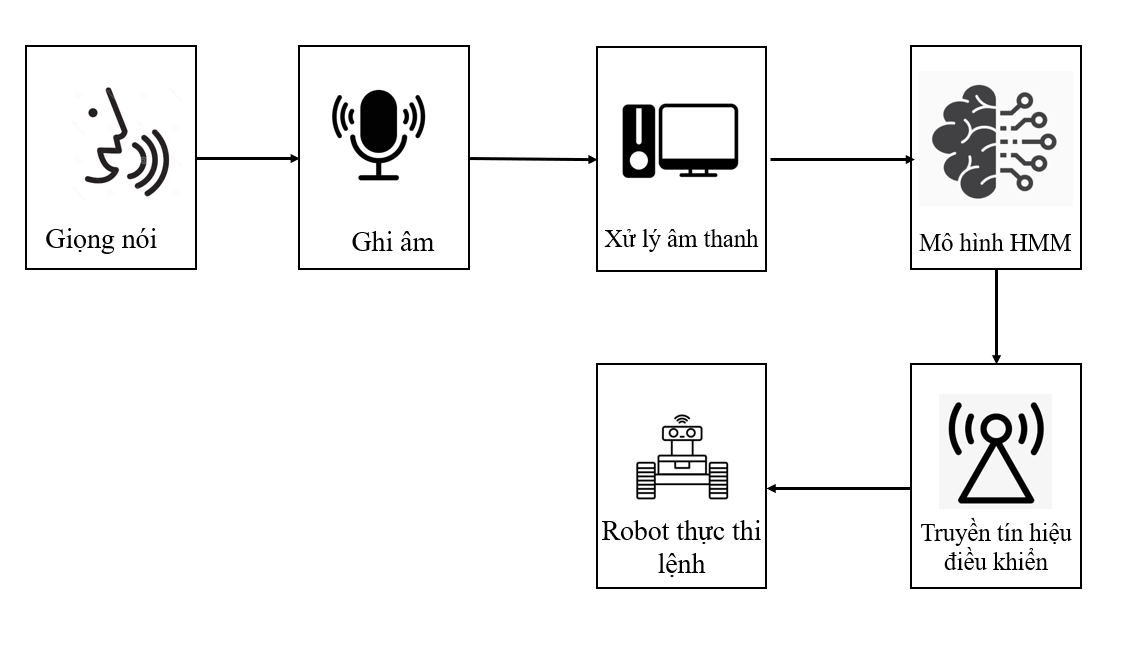 Giọng nói
Ghi âm
Xử lý âm thanh
Mô hình HMM
Truyền tín hiệu
điều khiển
Robot thực thi
lệnh